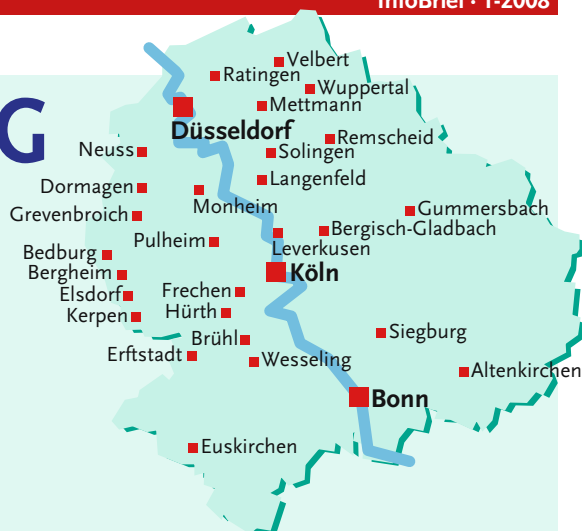 InfoBrief · 1-2008
G
Velbert
Ratingen
Wuppertal
Mettmann
Düsseldorf
Remscheid
Neuss
Solingen
Langenfeld
Dormagen
Monheim
Gummersbach
Grevenbroich
Bergisch-Gladbach
Pulheim
Leverkusen
Bedburg
Bergheim
Köln
Elsdorf
Frechen
Hürth
Kerpen
Siegburg
Brühl
Erftstadt
Wesseling
Altenkirchen
Bonn
Euskirchen